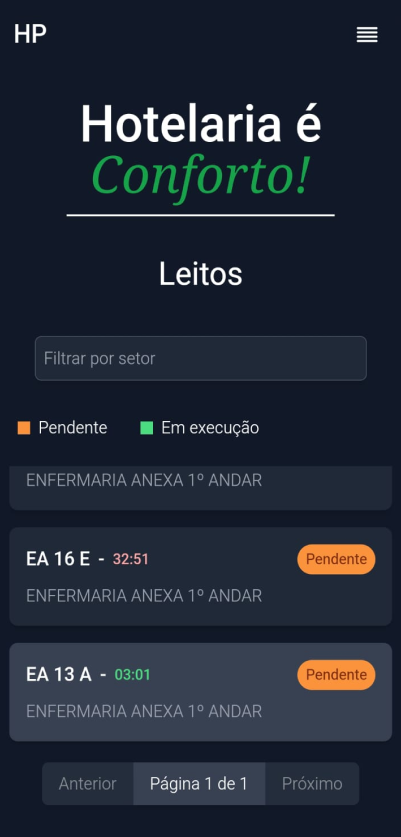 HP
Hotelaria é
Conforto!
Leitos
Filtrar por setor
Pendente Em execução
ENFERMARIA ANEXA 1º ANDAR
EA 16 E - 32:51 Pendente
ENFERMARIA ANEXA 1º ANDAR
EA 13 A - 03:01 Pendente
ENFERMARIA ANEXA 1º ANDAR
Anterior Página 1 de 1 Próximo